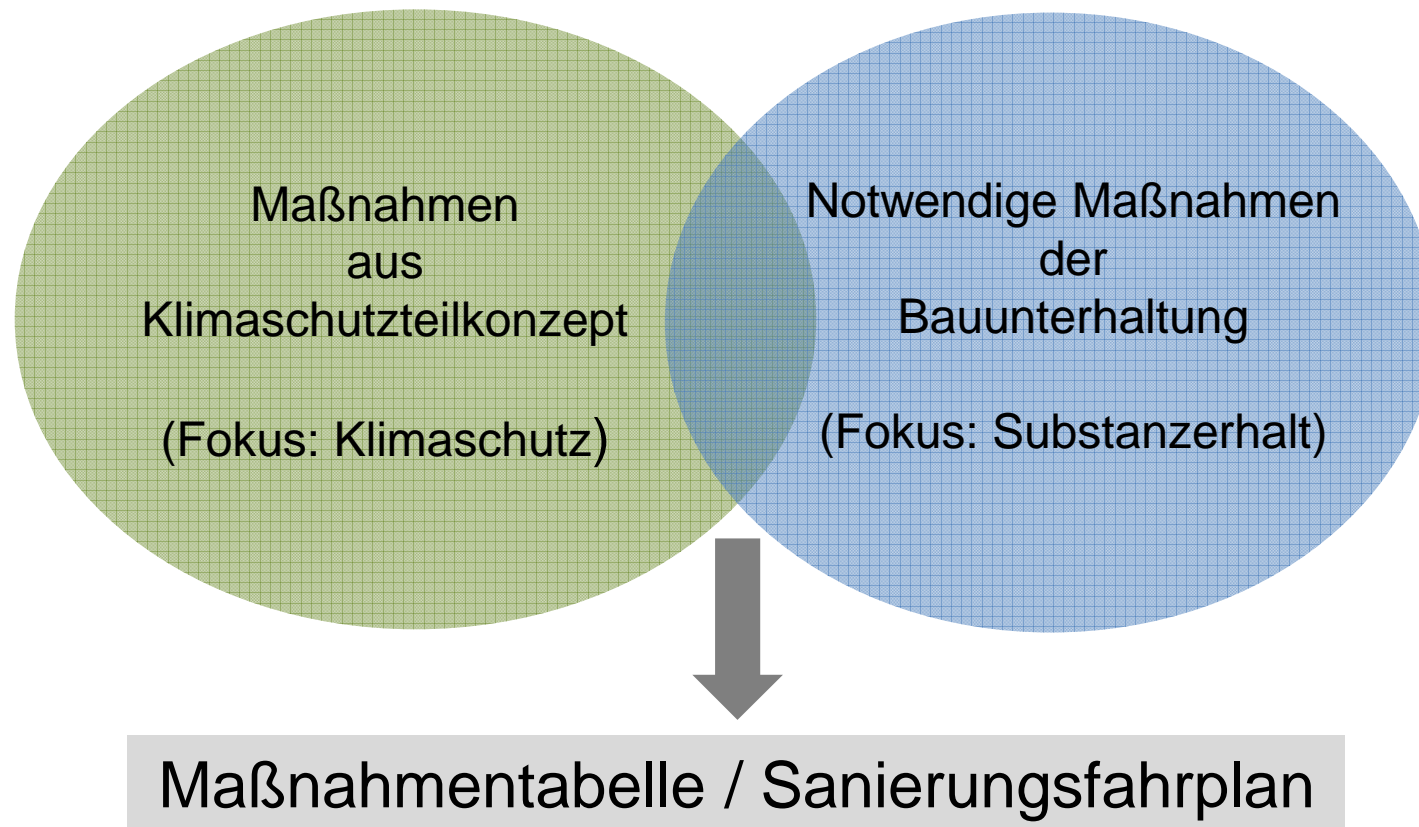 Maßnahmen
aus
Klimaschutzteilkonzept
(Fokus: Klimaschutz)
Notwendige Maßnahmen
der
Bauunterhaltung
(Fokus: Substanzerhalt)
Maßnahmentabelle / Sanierungsfahrplan